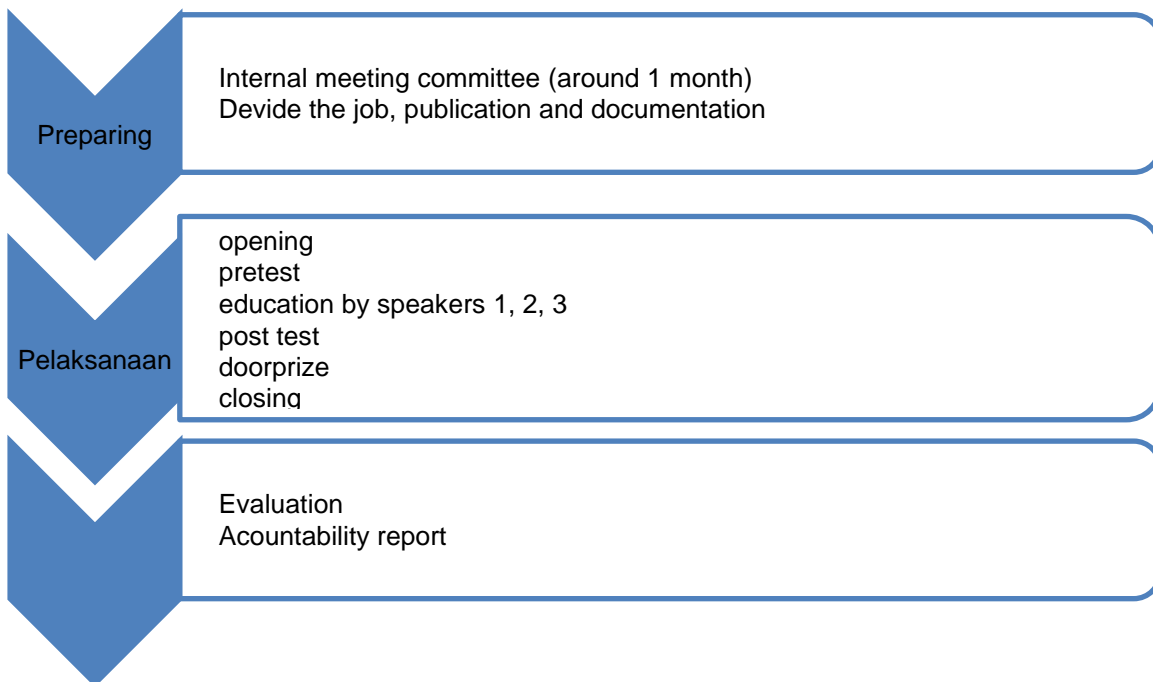 Preparing
Internal meeting committee (around 1 month)
Devide the job, publication and documentation
Pelaksanaan
opening
pretest
education by speakers 1, 2, 3
post test
doorprize
closing
Evaluation
Acountability report